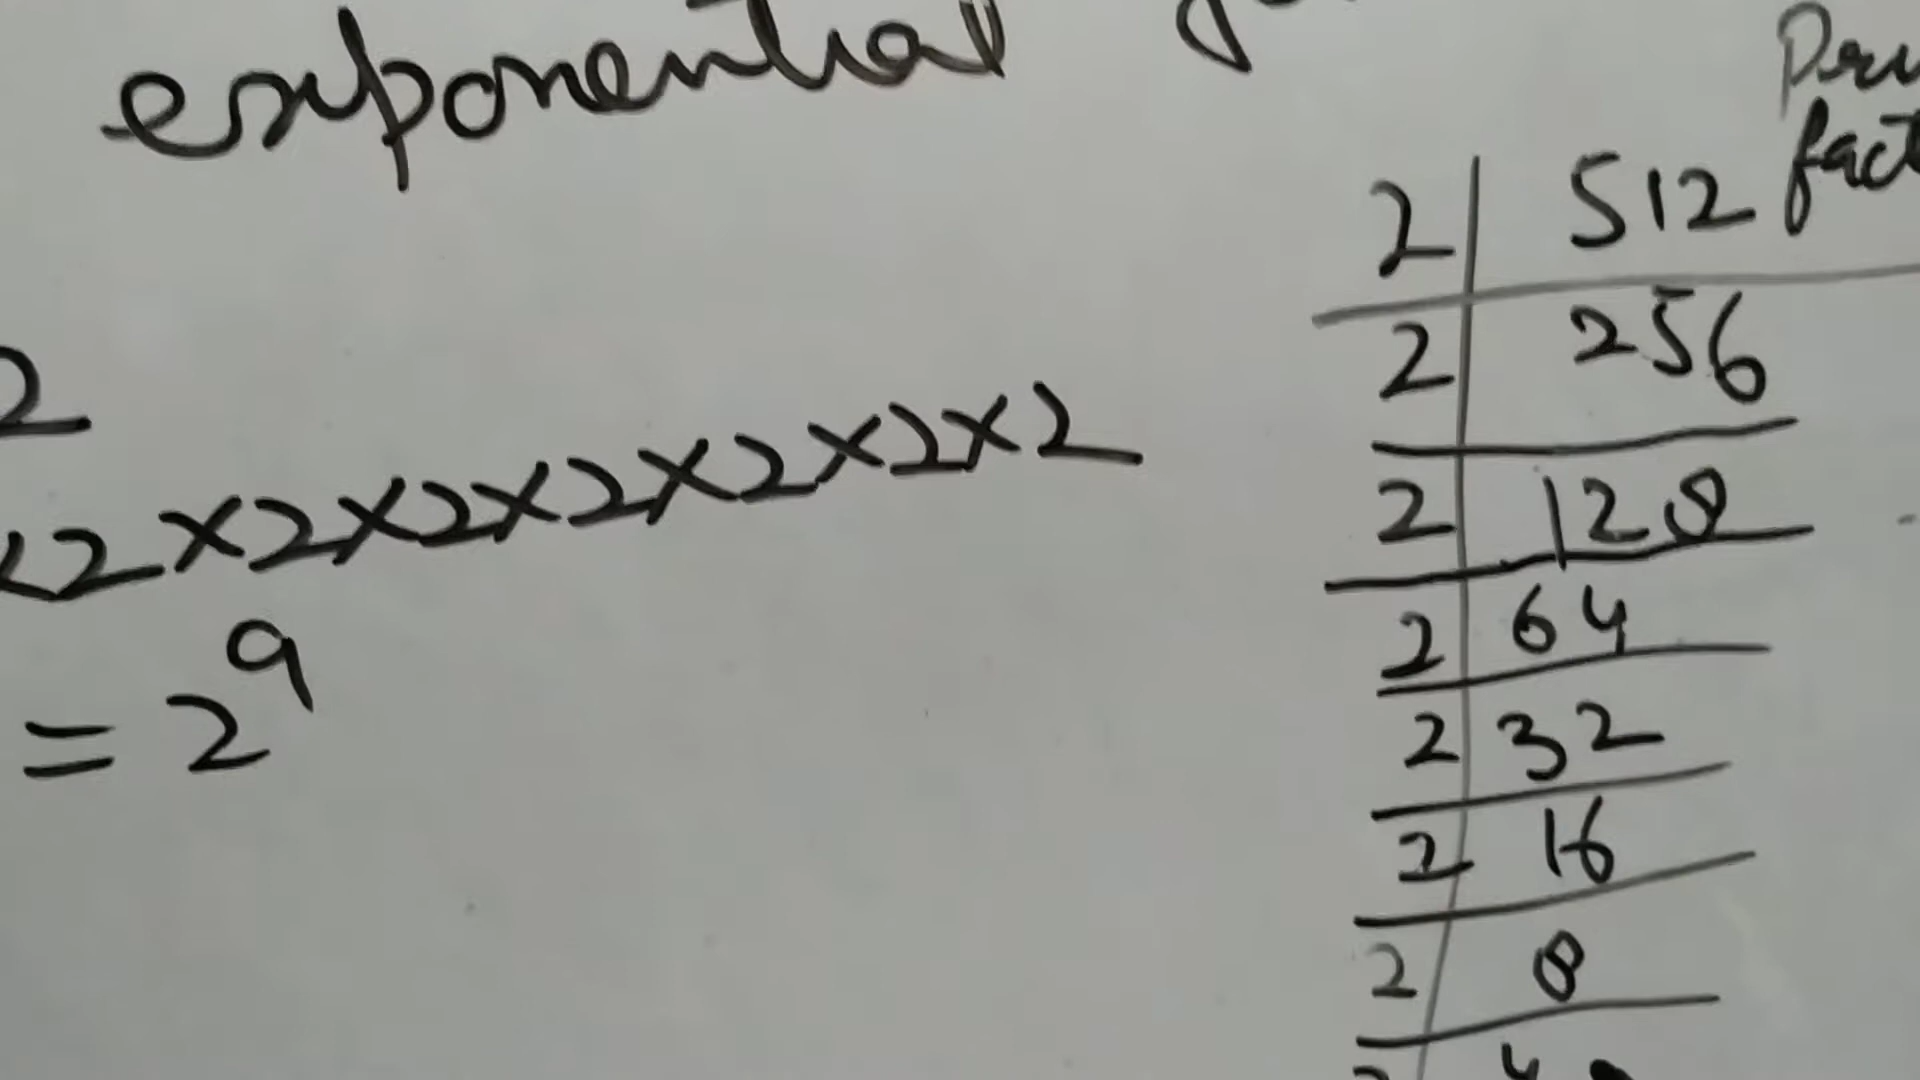 exponential
2
2×2×2×2×2×2×2
= 2⁹
fact
2 | 512
2 | 256
2 | 128
2 | 64
2 | 32
2 | 16
2 | 8
4